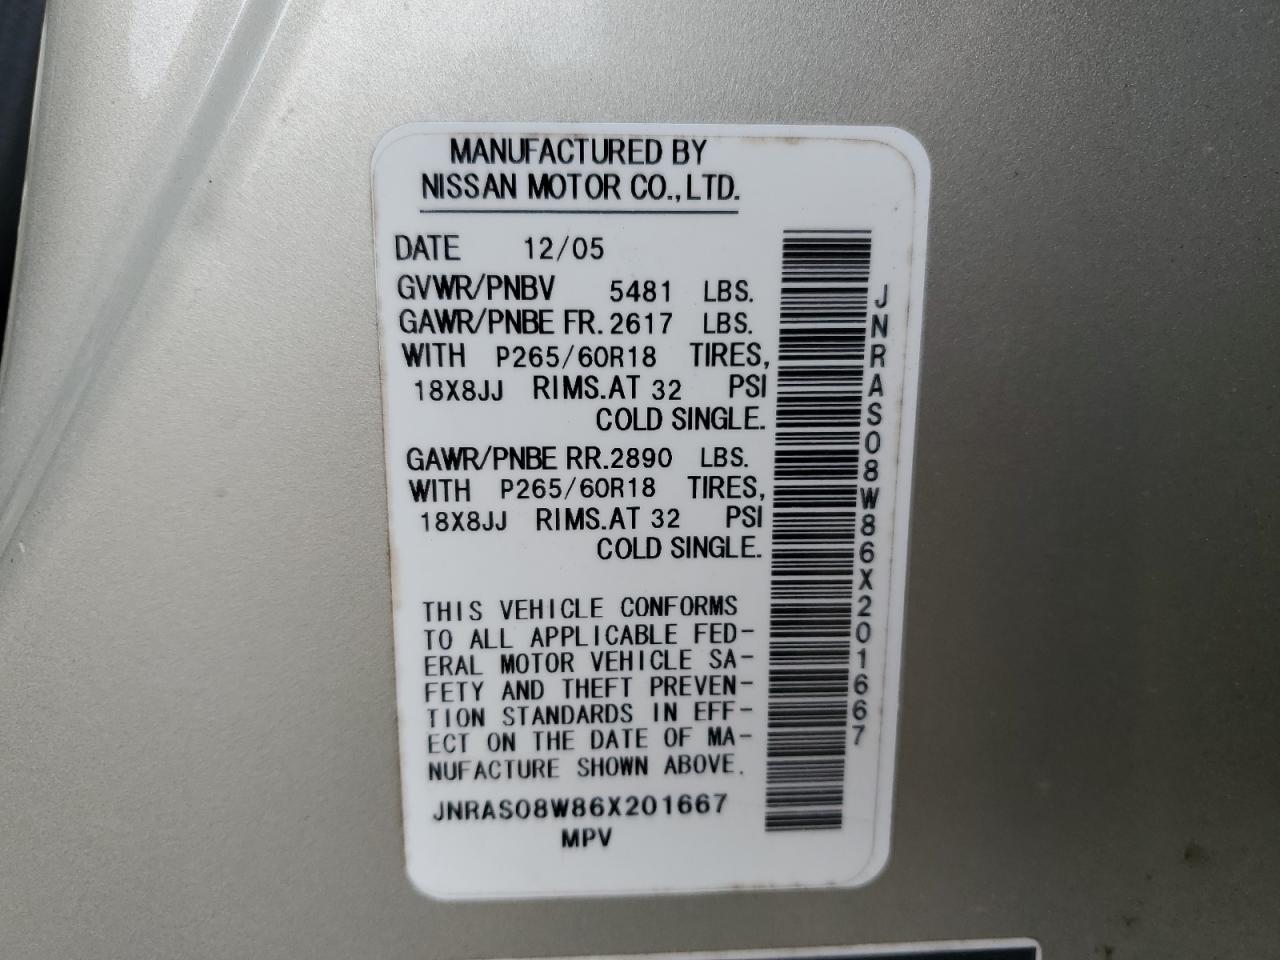 MANUFACTURED BY
NISSAN MOTOR CO., LTD.
DATE 12/05
GVWR/PNBV 5481 LBS.
GAWR/PNBE FR. 2617 LBS.
WITH P265/60R18 TIRES,
18X8JJ RIMS. AT 32 PSI
COLD SINGLE.
GAWR/PNBE RR. 2890 LBS.
WITH P265/60R18 TIRES,
18X8JJ RIMS. AT 32 PSI
COLD SINGLE.
THIS VEHICLE CONFORMS
TO ALL APPLICABLE FED-
ERAL MOTOR VEHICLE SA-
FETY AND THEFT PREVEN-
TION STANDARDS IN EFF-
ECT ON THE DATE OF MA-
NUFACTURE SHOWN ABOVE.
JNRAS08W86X201667
MPV
JNRAS08W86X201667